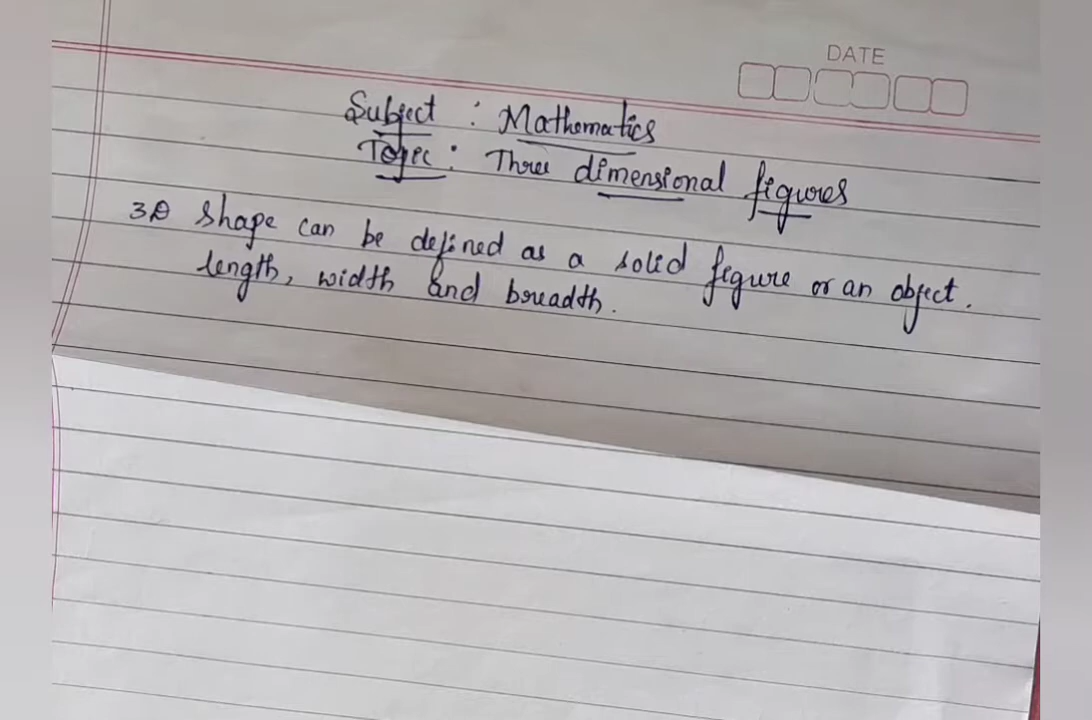 DATE
Subject : Mathematics
Topic : Three dimensional figures
3D shape can be defined as a solid figure or an object.
length, width and breadth.